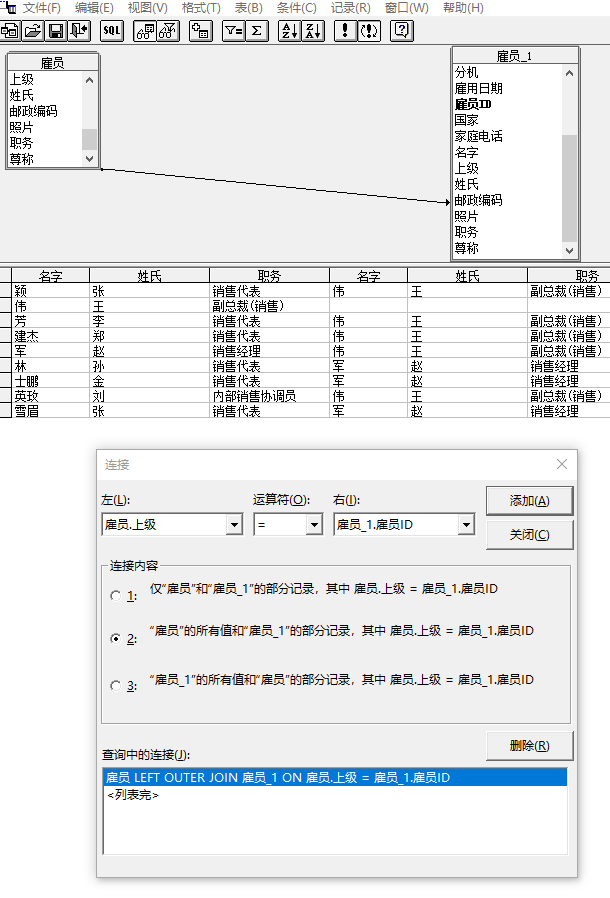 文件(F) 编辑(E) 视图(V) 格式(T) 表(B) 条件(C) 记录(R) 窗口(W) 帮助(H)
SQL
雇员
上级
姓氏
邮政编码
照片
职务
尊称
雇员_1
分机
雇用日期
雇员ID
国家
家庭电话
名字
上级
姓氏
邮政编码
照片
职务
尊称
名字 姓氏 职务 名字 姓氏 职务
颖 张 销售代表 伟 王 副总裁(销售)
伟 王 副总裁(销售)
芳 李 销售代表 伟 王 副总裁(销售)
建杰 郑 销售代表 伟 王 副总裁(销售)
军 赵 销售经理 伟 王 副总裁(销售)
林 孙 销售代表 军 赵 销售经理
士鹏 金 销售代表 军 赵 销售经理
英玫 刘 内部销售协调员 伟 王 副总裁(销售)
雪眉 张 销售代表 军 赵 销售经理
连接
左(L): 运算符(O): 右(I): 添加(A)
雇员.上级 = 雇员_1.雇员ID
关闭(C)
连接内容
1: 仅“雇员”和“雇员_1”的部分记录，其中 雇员.上级 = 雇员_1.雇员ID
2: “雇员”的所有值和“雇员_1”的部分记录，其中 雇员.上级 = 雇员_1.雇员ID
3: “雇员_1”的所有值和“雇员”的部分记录，其中 雇员.上级 = 雇员_1.雇员ID
查询中的连接(J): 删除(R)
雇员 LEFT OUTER JOIN 雇员_1 ON 雇员.上级 = 雇员_1.雇员ID
<列表完>